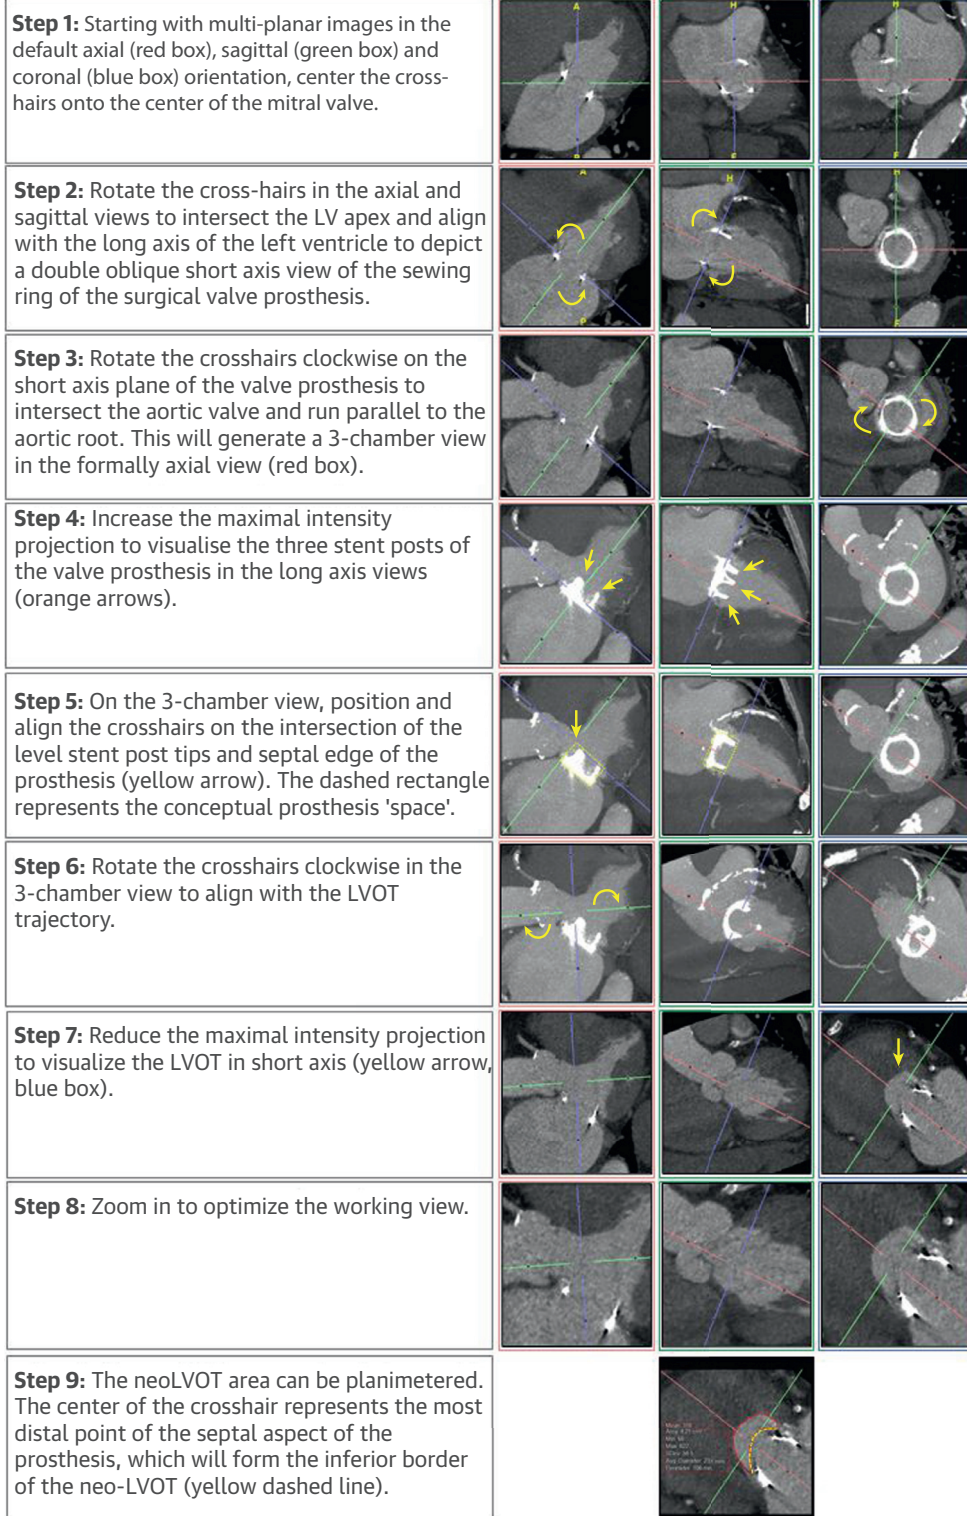 Step 1: Starting with multi-planar images in the
default axial (red box), sagittal (green box) and
coronal (blue box) orientation, center the cross-
hairs onto the center of the mitral valve.
A
H
H
P
F
F
Step 2: Rotate the cross-hairs in the axial and
sagittal views to intersect the LV apex and align
with the long axis of the left ventricle to depict
a double oblique short axis view of the sewing
ring of the surgical valve prosthesis.
A
H
H
P
F
Step 3: Rotate the crosshairs clockwise on the
short axis plane of the valve prosthesis to
intersect the aortic valve and run parallel to the
aortic root. This will generate a 3-chamber view
in the formally axial view (red box).
Step 4: Increase the maximal intensity
projection to visualise the three stent posts of
the valve prosthesis in the long axis views
(orange arrows).
Step 5: On the 3-chamber view, position and
align the crosshairs on the intersection of the
level stent post tips and septal edge of the
prosthesis (yellow arrow). The dashed rectangle
represents the conceptual prosthesis 'space'.
Step 6: Rotate the crosshairs clockwise in the
3-chamber view to align with the LVOT
trajectory.
Step 7: Reduce the maximal intensity projection
to visualize the LVOT in short axis (yellow arrow,
blue box).
Step 8: Zoom in to optimize the working view.
Step 9: The neoLVOT area can be planimetered.
The center of the crosshair represents the most
distal point of the septal aspect of the
prosthesis, which will form the inferior border
of the neo-LVOT (yellow dashed line).